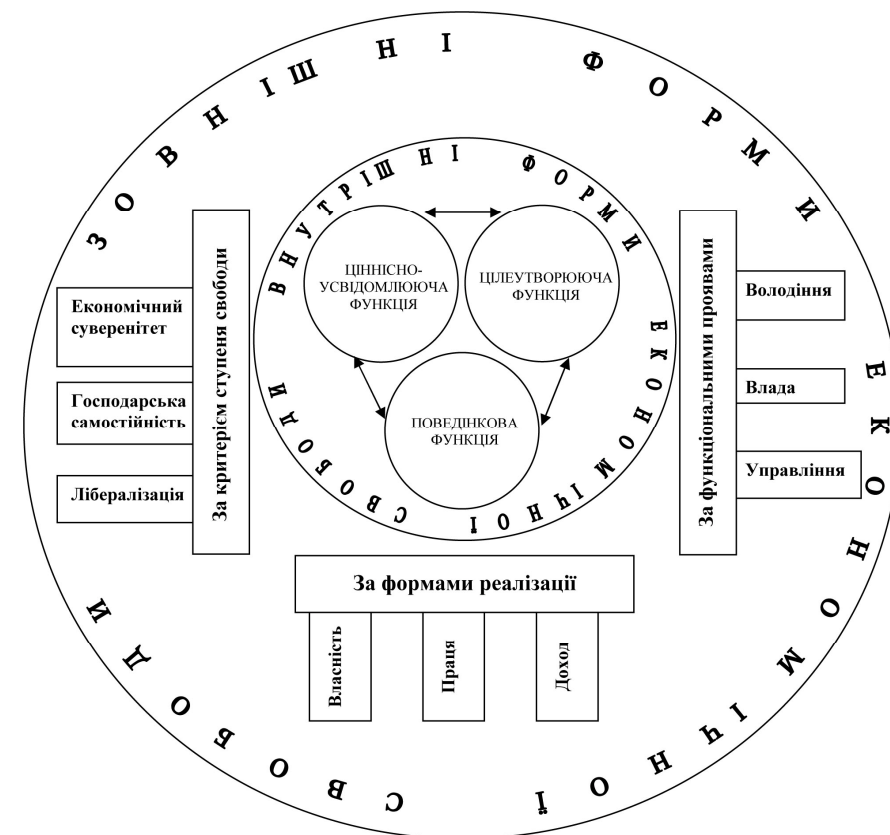 ЗОВНІШНІ ФОРМИ ЕКОНОМІЧНОЇ СВОБОДИ
ВНУТРІШНІ ФОРМИ ЕКОНОМІЧНОЇ СВОБОДИ
ЦІННІСНО-
УСВІДОМЛЮЮЧА
ФУНКЦІЯ
ЦІЛЕУТВОРЮЮЧА
ФУНКЦІЯ
ПОВЕДІНКОВА
ФУНКЦІЯ
За критерієм ступеня свободи
Економічний
суверенітет
Господарська
самостійність
Лібералізація
За функціональними проявами
Володіння
Влада
Управління
За формами реалізації
Власність
Праця
Доход